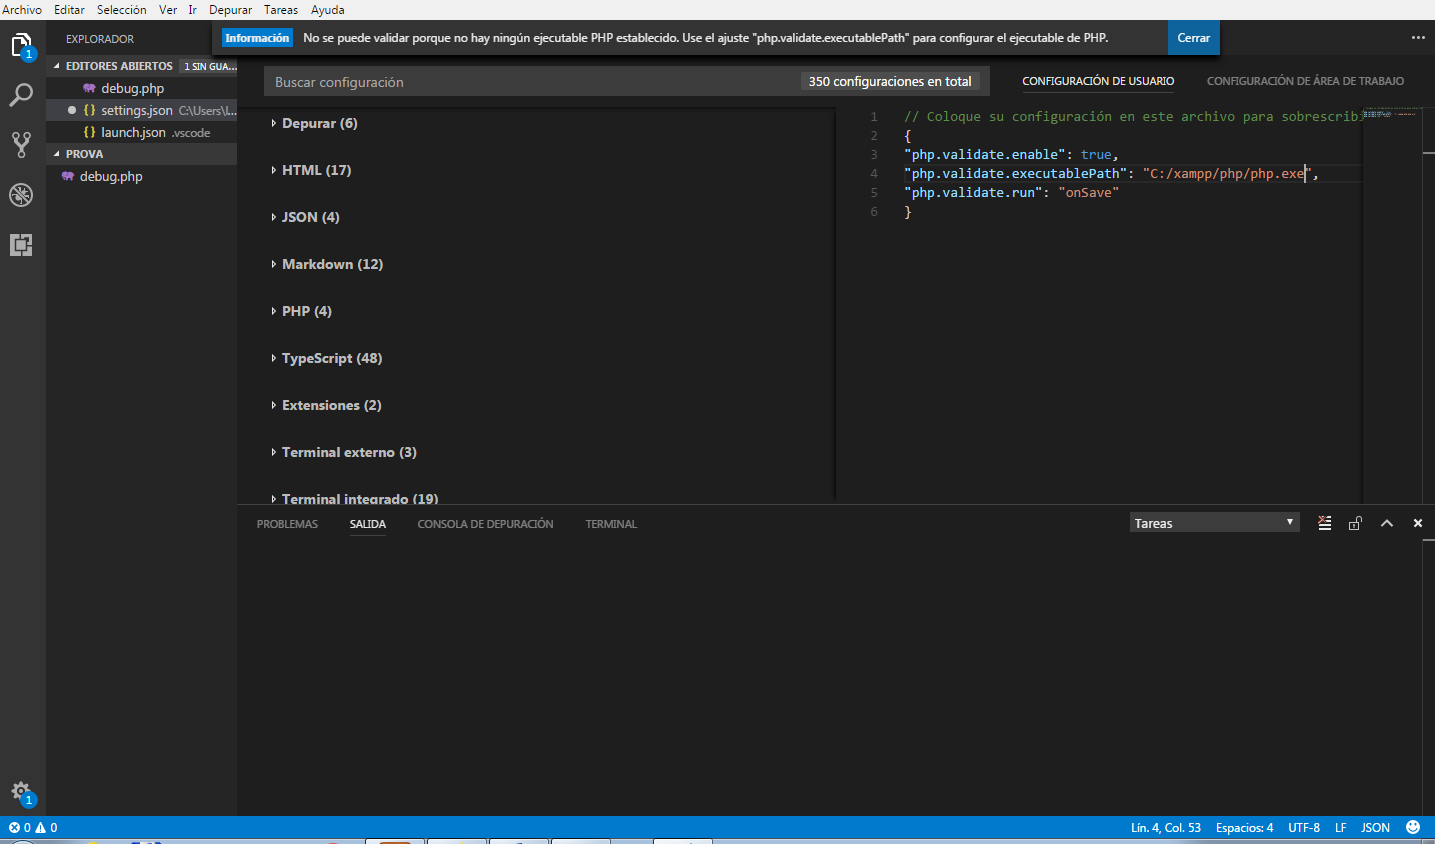 Archivo Editar Selección Ver Ir Depurar Tareas Ayuda
Información No se puede validar porque no hay ningún ejecutable PHP establecido. Use el ajuste "php.validate.executablePath" para configurar el ejecutable de PHP. Cerrar
1
EXPLORADOR
EDITORES ABIERTOS 1 SIN GUA...
debug.php
settings.json C:\Users\l...
launch.json .vscode
PROVA
debug.php
1
Buscar configuración 350 configuraciones en total
CONFIGURACIÓN DE USUARIO CONFIGURACIÓN DE ÁREA DE TRABAJO
Depurar (6)
HTML (17)
JSON (4)
Markdown (12)
PHP (4)
TypeScript (48)
Extensiones (2)
Terminal externo (3)
Terminal integrado (19)
1 // Coloque su configuración en este archivo para sobrescribi
2 {
3 "php.validate.enable": true,
4 "php.validate.executablePath": "C:/xampp/php/php.exe",
5 "php.validate.run": "onSave"
6 }
PROBLEMAS SALIDA CONSOLA DE DEPURACIÓN TERMINAL
Tareas
0 0
Lín. 4, Col. 53 Espacios: 4 UTF-8 LF JSON